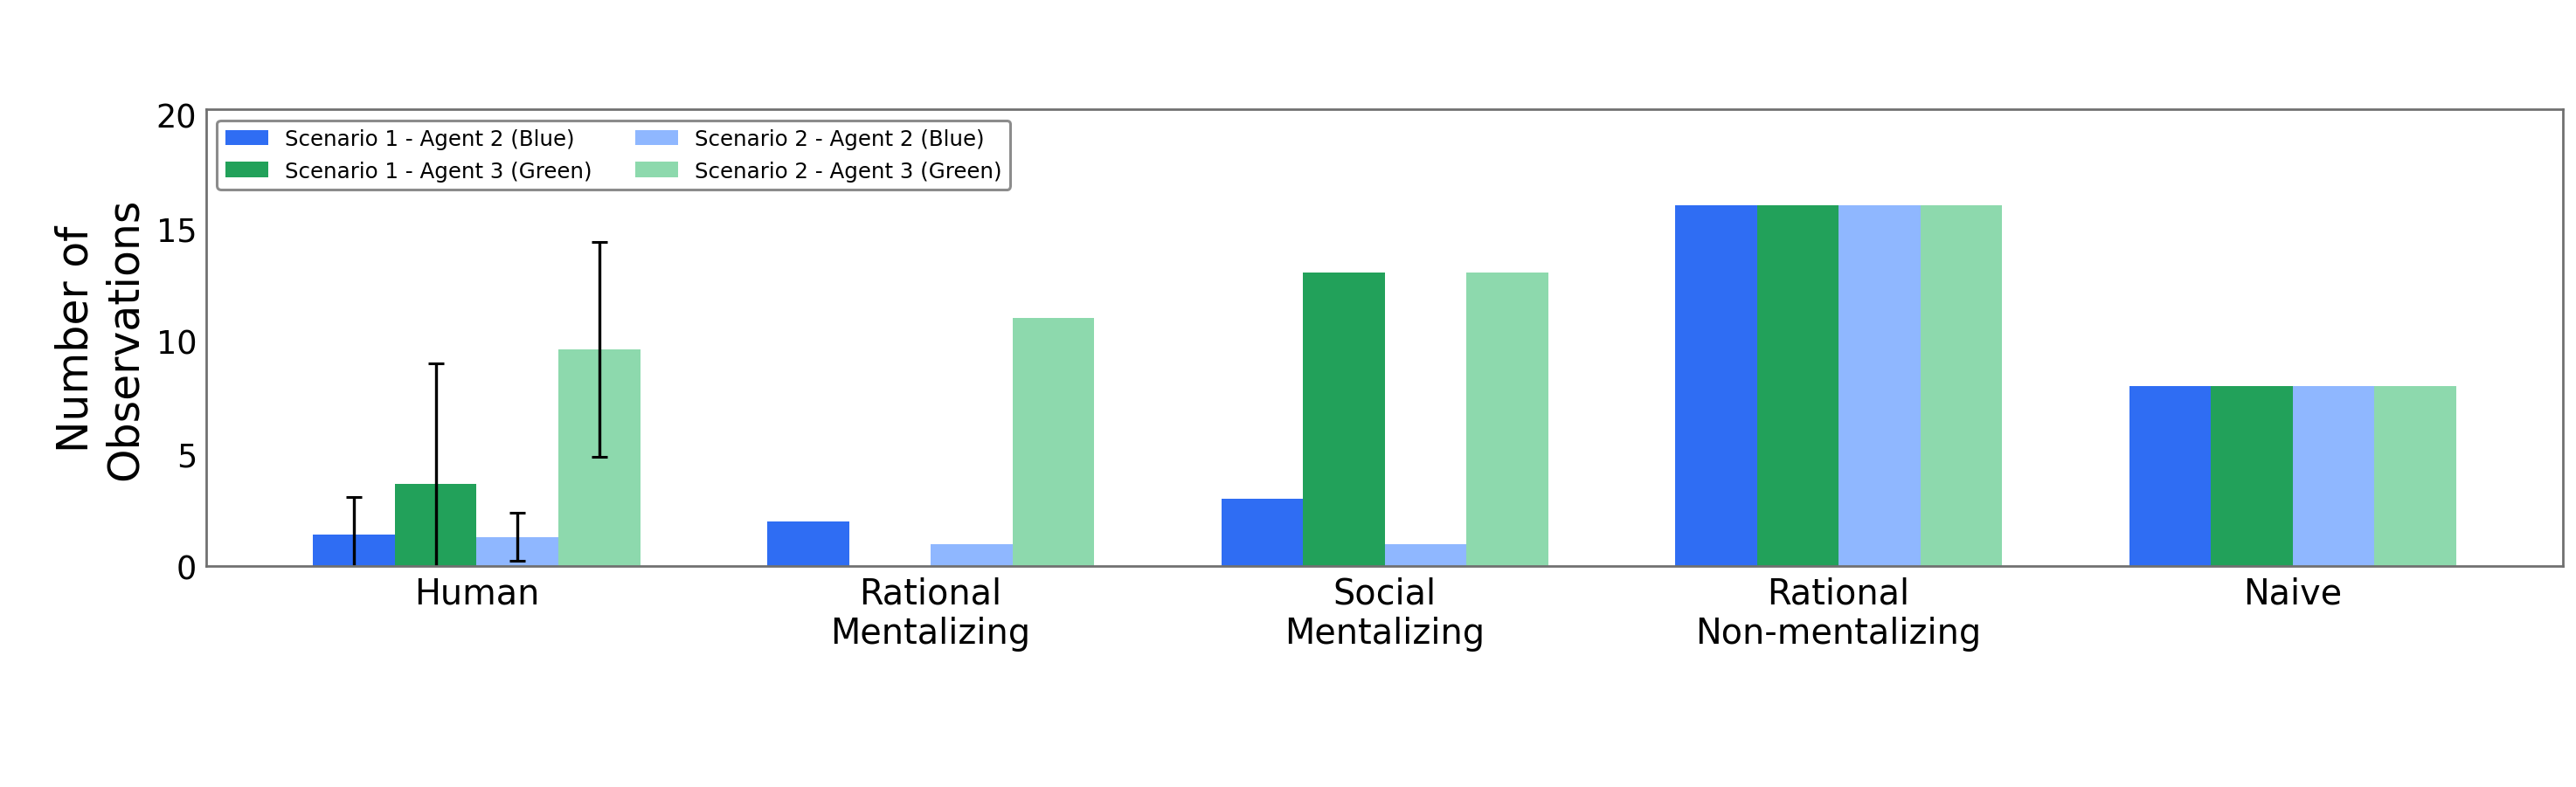 20
15
10
5
0
Number of
Observations
Scenario 1 - Agent 2 (Blue)
Scenario 1 - Agent 3 (Green)
Scenario 2 - Agent 2 (Blue)
Scenario 2 - Agent 3 (Green)
Human
Rational
Mentalizing
Social
Mentalizing
Rational
Non-mentalizing
Naive